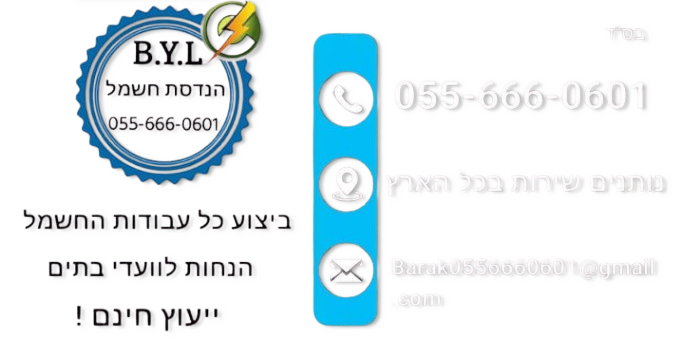 בס"ד
B.Y.L
הנדסת חשמל
055-666-0601
ביצוע כל עבודות החשמל
הנחות לוועדי בתים
ייעוץ חינם !
055-666-0601
נותנים שירות בכל הארץ
Barak0556660601@gmail
.com